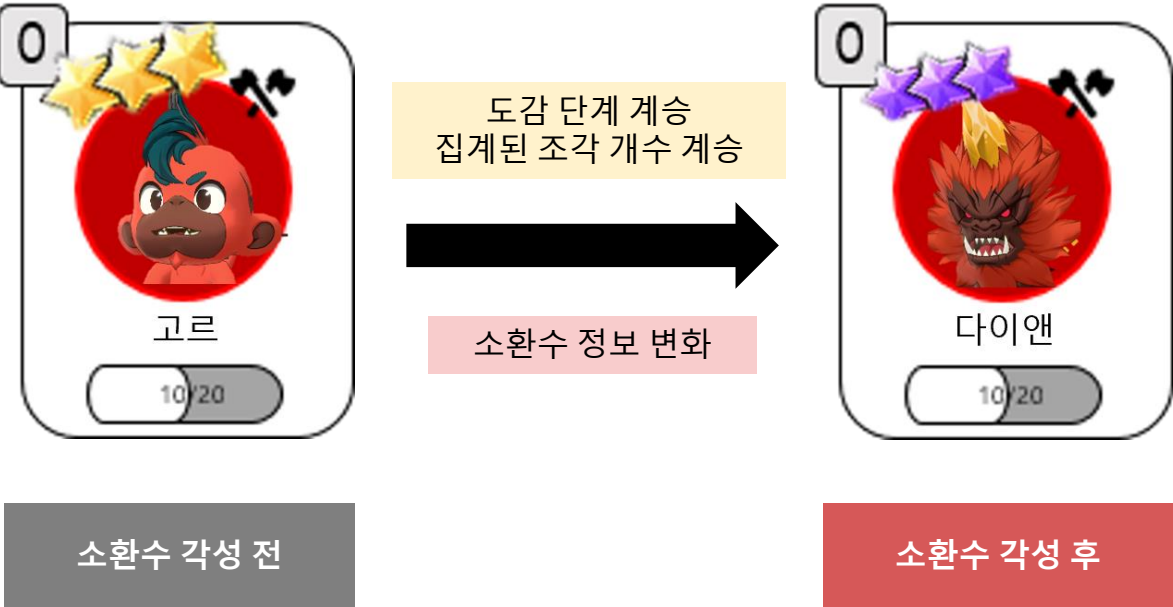 0
고르
10/20
소환수 각성 전
도감 단계 계승
집계된 조각 개수 계승
소환수 정보 변화
0
다이앤
10/20
소환수 각성 후